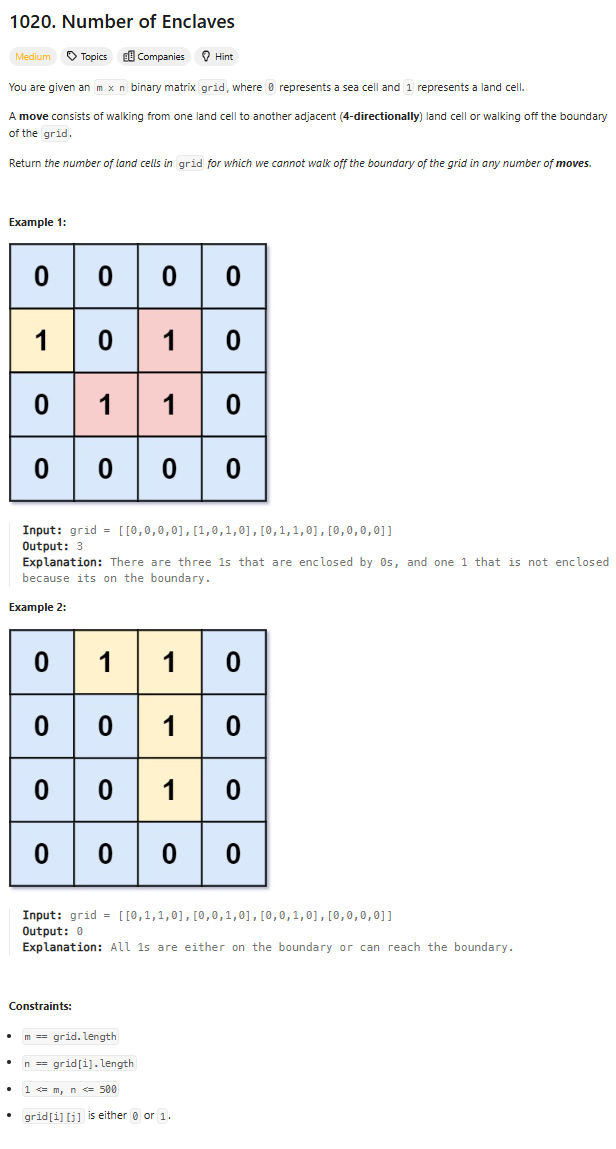 1020. Number of Enclaves
Medium Topics Companies Hint
You are given an m x n binary matrix grid, where 0 represents a sea cell and 1 represents a land cell.
A move consists of walking from one land cell to another adjacent (4-directionally) land cell or walking off the boundary
of the grid.
Return the number of land cells in grid for which we cannot walk off the boundary of the grid in any number of moves.
Example 1:
0 0 0 0
1 0 1 0
0 1 1 0
0 0 0 0
Input: grid = [[0,0,0,0],[1,0,1,0],[0,1,1,0],[0,0,0,0]]
Output: 3
Explanation: There are three 1s that are enclosed by 0s, and one 1 that is not enclosed
because its on the boundary.
Example 2:
0 1 1 0
0 0 1 0
0 0 1 0
0 0 0 0
Input: grid = [[0,1,1,0],[0,0,1,0],[0,0,1,0],[0,0,0,0]]
Output: 0
Explanation: All 1s are either on the boundary or can reach the boundary.
Constraints:
• m == grid.length
• n == grid[i].length
• 1 <= m, n <= 500
• grid[i][j] is either 0 or 1.